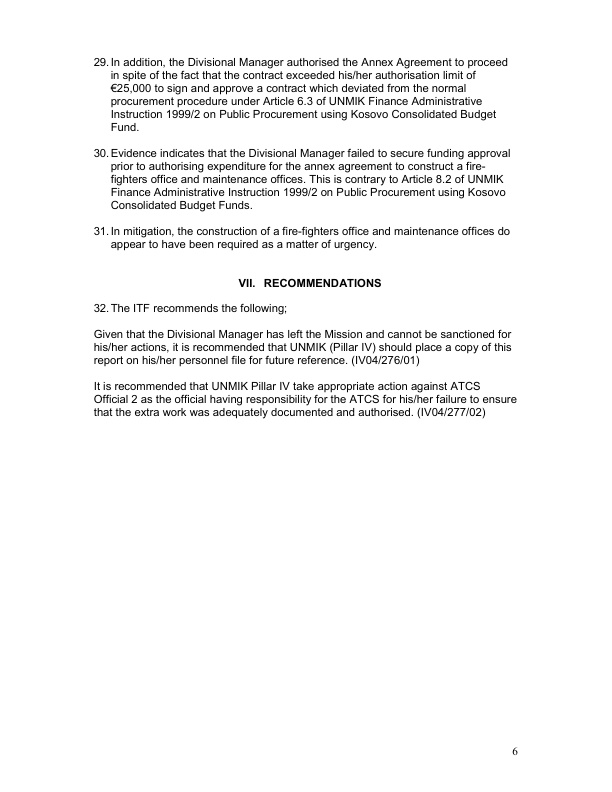 29. In addition, the Divisional Manager authorised the Annex Agreement to proceed
in spite of the fact that the contract exceeded his/her authorisation limit of
€25,000 to sign and approve a contract which deviated from the normal
procurement procedure under Article 6.3 of UNMIK Finance Administrative
Instruction 1999/2 on Public Procurement using Kosovo Consolidated Budget
Fund.
30. Evidence indicates that the Divisional Manager failed to secure funding approval
prior to authorising expenditure for the annex agreement to construct a fire-
fighters office and maintenance offices. This is contrary to Article 8.2 of UNMIK
Finance Administrative Instruction 1999/2 on Public Procurement using Kosovo
Consolidated Budget Funds.
31. In mitigation, the construction of a fire-fighters office and maintenance offices do
appear to have been required as a matter of urgency.
VII. RECOMMENDATIONS
32. The ITF recommends the following;
Given that the Divisional Manager has left the Mission and cannot be sanctioned for
his/her actions, it is recommended that UNMIK (Pillar IV) should place a copy of this
report on his/her personnel file for future reference. (IV04/276/01)
It is recommended that UNMIK Pillar IV take appropriate action against ATCS
Official 2 as the official having responsibility for the ATCS for his/her failure to ensure
that the extra work was adequately documented and authorised. (IV04/277/02)
6